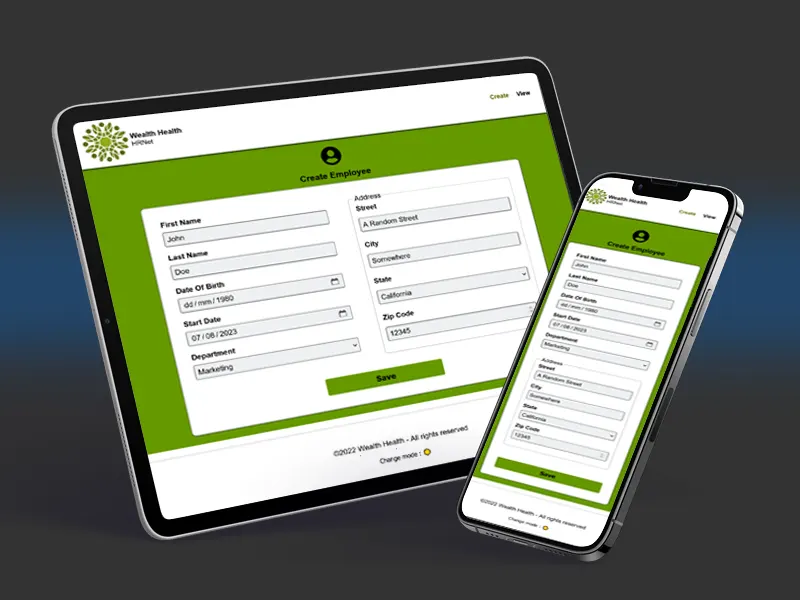 Wealth Health
HRNet
Create View
Create Employee
First Name
John
Last Name
Doe
Date Of Birth
dd / mm / 1980
Start Date
07 / 08 / 2023
Department
Marketing
Address
Street
A Random Street
City
Somewhere
State
California
Zip Code
12345
Save
©2022 Wealth Health - All rights reserved
Change mode :
Wealth Health
HRNet
Create View
Create Employee
First Name
John
Last Name
Doe
Date Of Birth
dd / mm / 1980
Start Date
07 / 08 / 2023
Department
Marketing
Address
Street
A Random Street
City
Somewhere
State
California
Zip Code
12345
Save
©2022 Wealth Health - All rights reserved
Change mode :